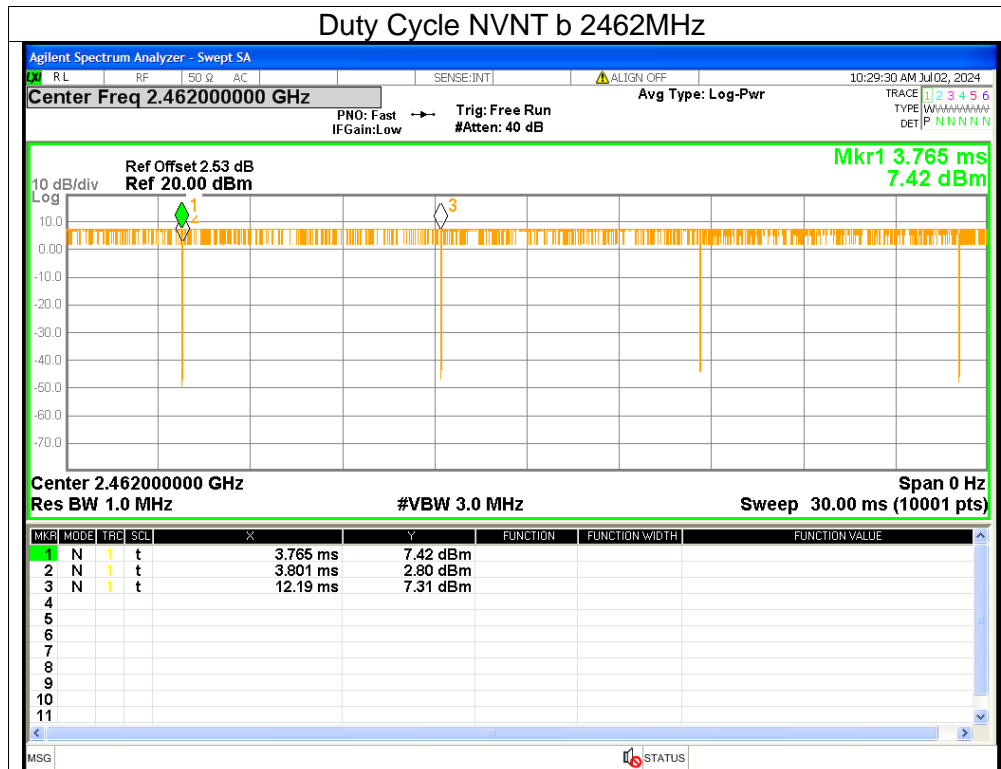 Duty Cycle NVNT b 2462MHz
Agilent Spectrum Analyzer - Swept SA
LXI RL RF 50 Ω AC SENSE:INT ALIGN OFF 10:29:30 AM Jul 02, 2024
Center Freq 2.462000000 GHz Avg Type: Log-Pwr TRACE 1 2 3 4 5 6
PNO: Fast Trig: Free Run TYPE WWWWWWW
IFGain:Low #Atten: 40 dB DET P N N N N N
Mkr1 3.765 ms
7.42 dBm
Ref Offset 2.53 dB
10 dB/div Ref 20.00 dBm
Log
1
2
3
10.0
0.00
-10.0
-20.0
-30.0
-40.0
-50.0
-60.0
-70.0
Center 2.462000000 GHz Span 0 Hz
Res BW 1.0 MHz #VBW 3.0 MHz Sweep 30.00 ms (10001 pts)
MKR MODE TRC SCL X Y FUNCTION FUNCTION WIDTH FUNCTION VALUE
1 N 1 t 3.765 ms 7.42 dBm
2 N 1 t 3.801 ms 2.80 dBm
3 N 1 t 12.19 ms 7.31 dBm
4
5
6
7
8
9
10
11
MSG STATUS